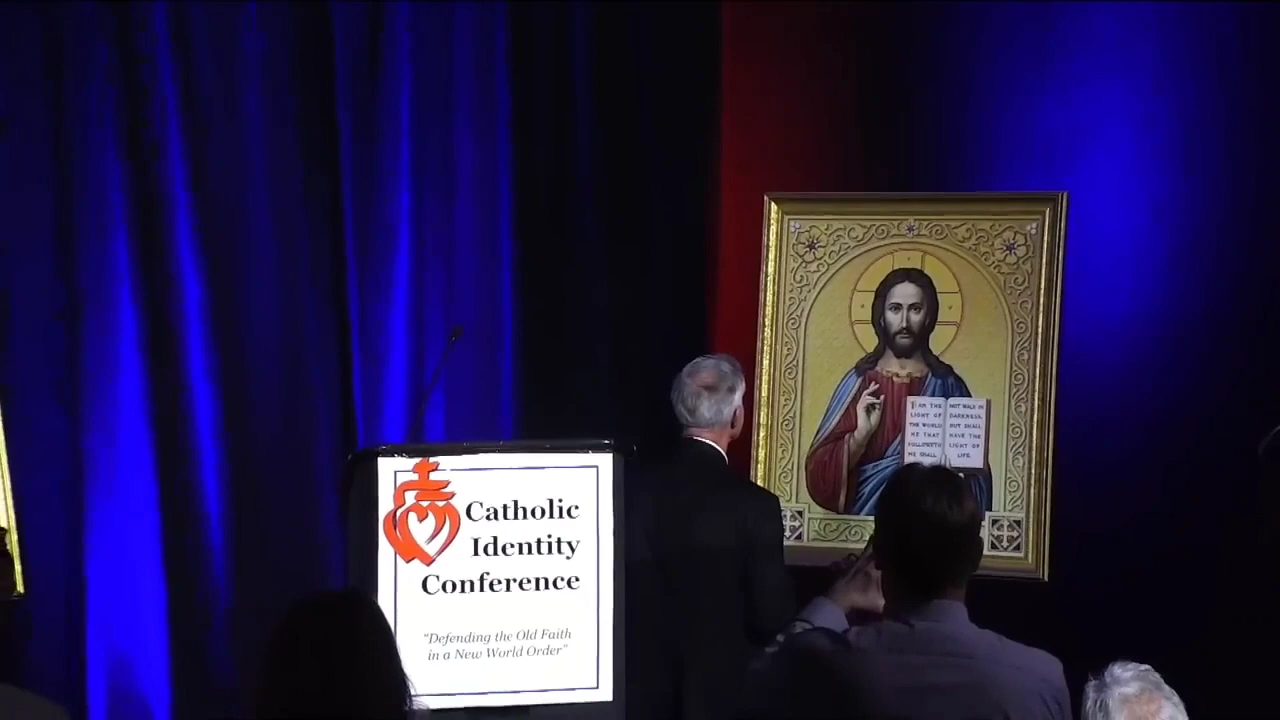 Catholic
Identity
Conference
"Defending the Old Faith
in a New World Order"
I AM THE
LIGHT OF
THE WORLD
HE THAT
FOLLOWETH
ME SHALL
NOT WALK IN
DARKNESS,
BUT SHALL
HAVE THE
LIGHT OF
LIFE.